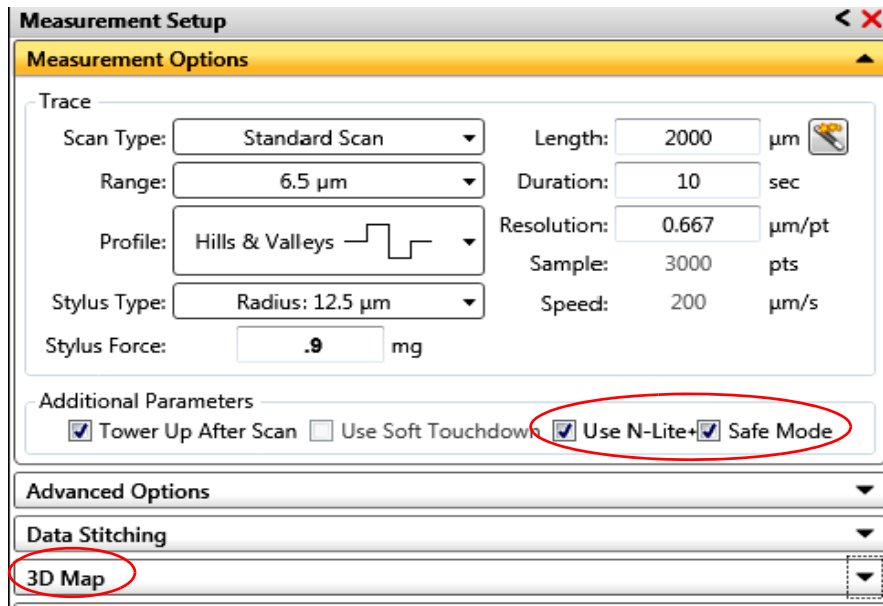 Measurement Setup
Measurement Options
Trace
Scan Type: Standard Scan Length: 2000 µm
Range: 6.5 µm Duration: 10 sec
Profile: Hills & Valleys Resolution: 0.667 µm/pt
Sample: 3000 pts
Stylus Type: Radius: 12.5 µm Speed: 200 µm/s
Stylus Force: .9 mg
Additional Parameters
Tower Up After Scan Use Soft Touchdown Use N-Lite+ Safe Mode
Advanced Options
Data Stitching
3D Map